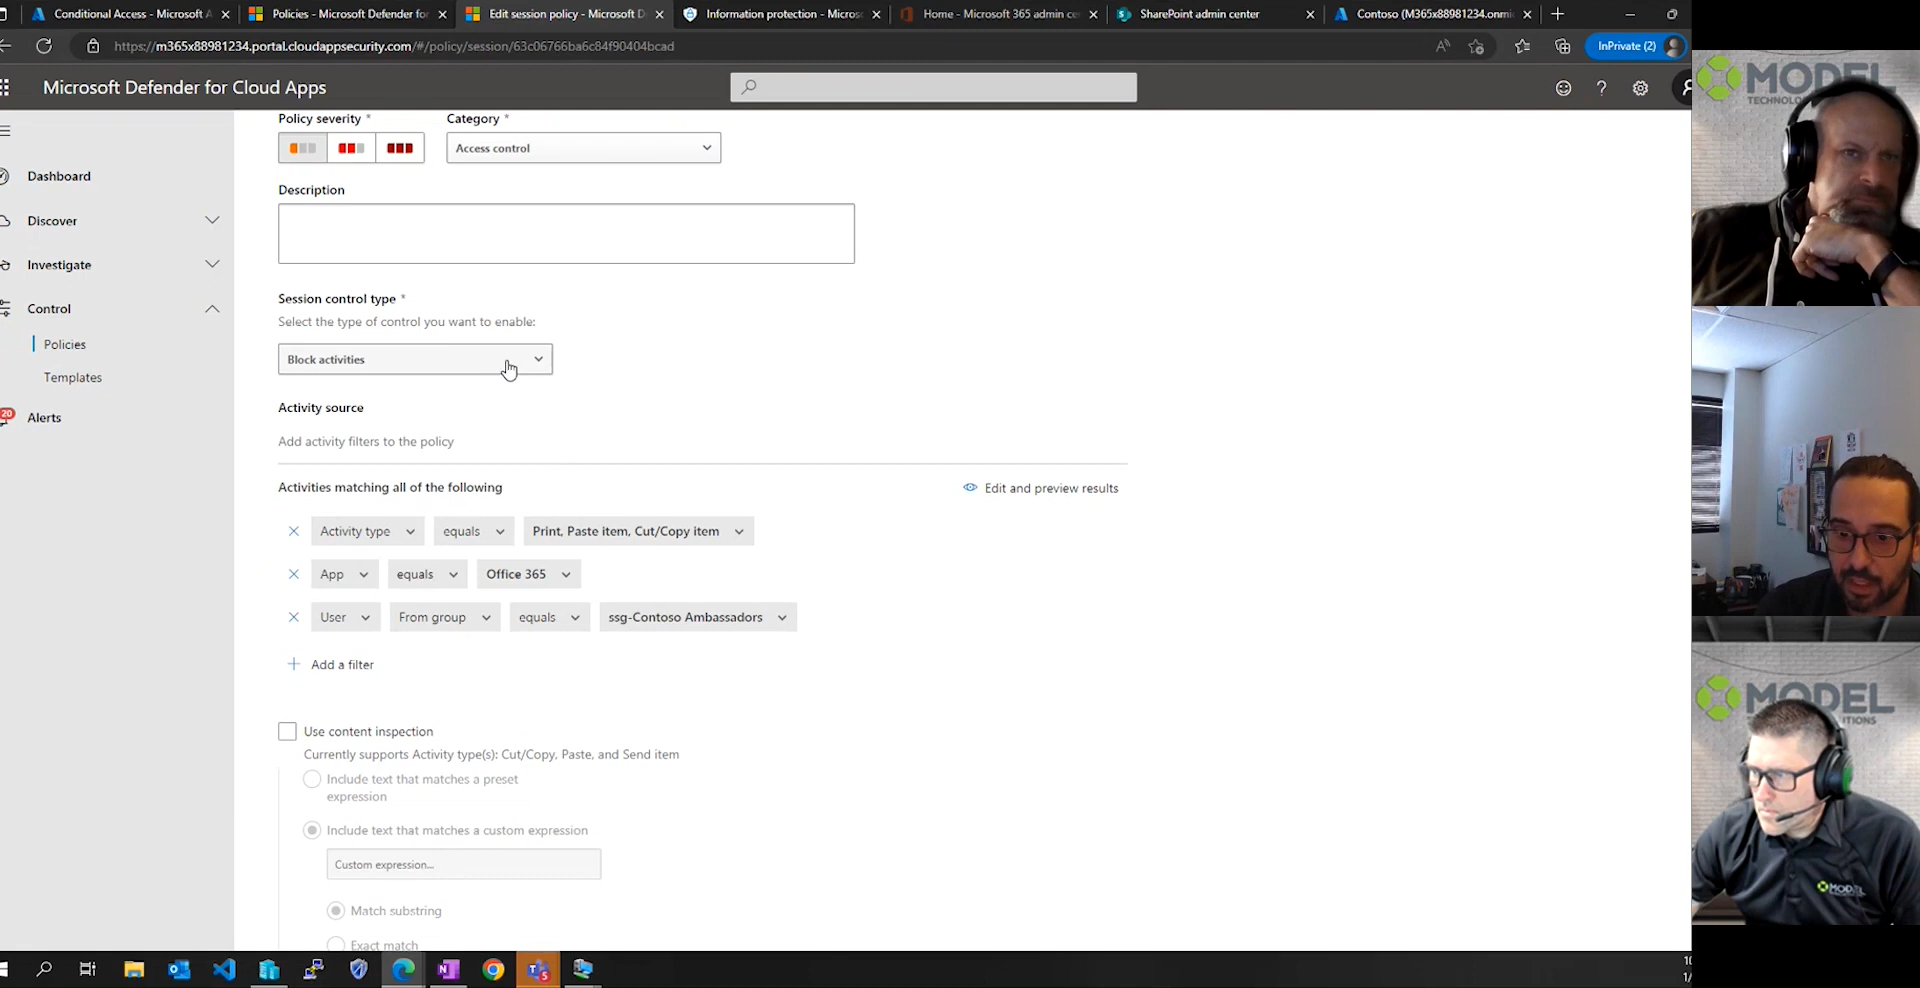 Conditional Access - Microsoft A
Policies - Microsoft Defender for
Edit session policy - Microsoft D
Information protection - Micros
Home - Microsoft 365 admin ce
SharePoint admin center
Contoso (M365x88981234.onmi
https://m365x88981234.portal.cloudappsecurity.com/#/policy/session/63c06766ba6c84f90404bcad
InPrivate (2)
Microsoft Defender for Cloud Apps
Dashboard
Discover
Investigate
Control
Policies
Templates
20
Alerts
Policy severity *
Category *
Access control
Description
Session control type *
Select the type of control you want to enable:
Block activities
Activity source
Add activity filters to the policy
Activities matching all of the following
Edit and preview results
Activity type equals Print, Paste item, Cut/Copy item
App equals Office 365
User From group equals ssg-Contoso Ambassadors
+ Add a filter
Use content inspection
Currently supports Activity type(s): Cut/Copy, Paste, and Send item
Include text that matches a preset
expression
Include text that matches a custom expression
Custom expression...
Match substring
Exact match
MODEL
MODEL
MODEL